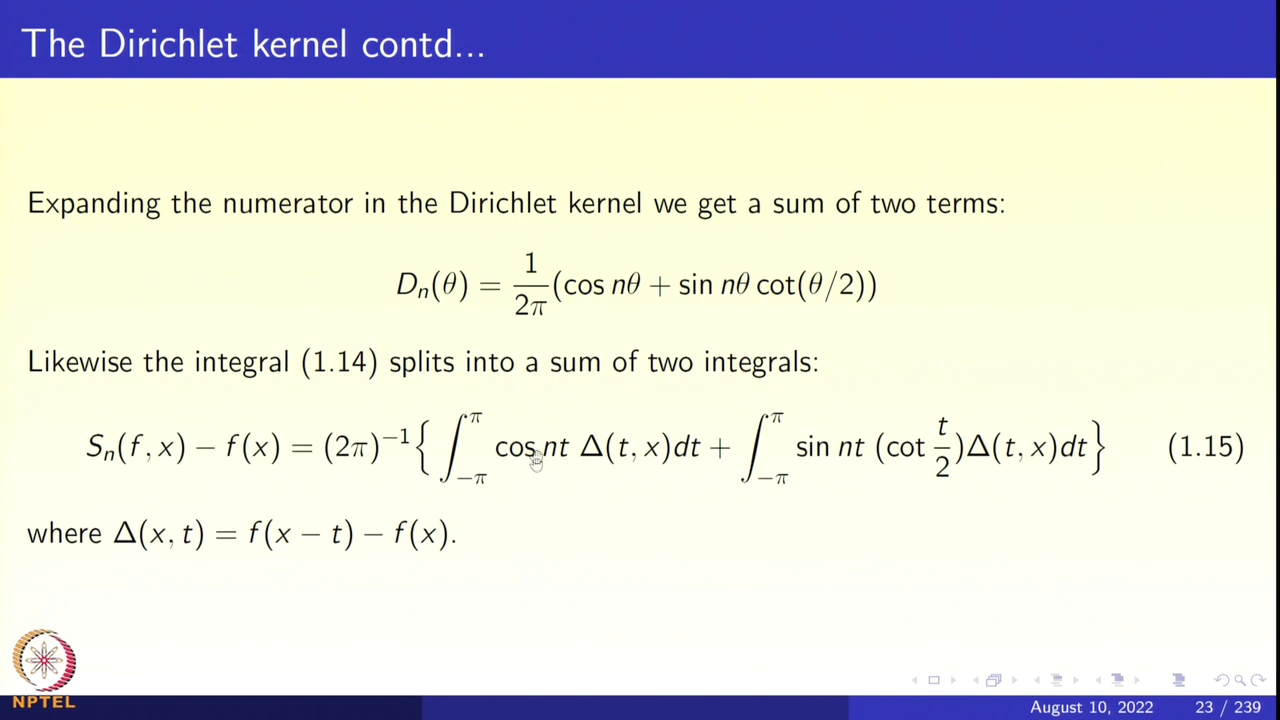 The Dirichlet kernel contd...
Expanding the numerator in the Dirichlet kernel we get a sum of two terms:
Dₙ(θ) = 1/2π (cos nθ + sin nθ cot(θ/2))
Likewise the integral (1.14) splits into a sum of two integrals:
Sₙ(f, x) − f(x) = (2π)⁻¹{ ∫_{−π}^{π} cos nt Δ(t, x)dt + ∫_{−π}^{π} sin nt (cot t/2)Δ(t, x)dt} (1.15)
where Δ(x, t) = f(x − t) − f(x).
NPTEL
August 10, 2022 23 / 239